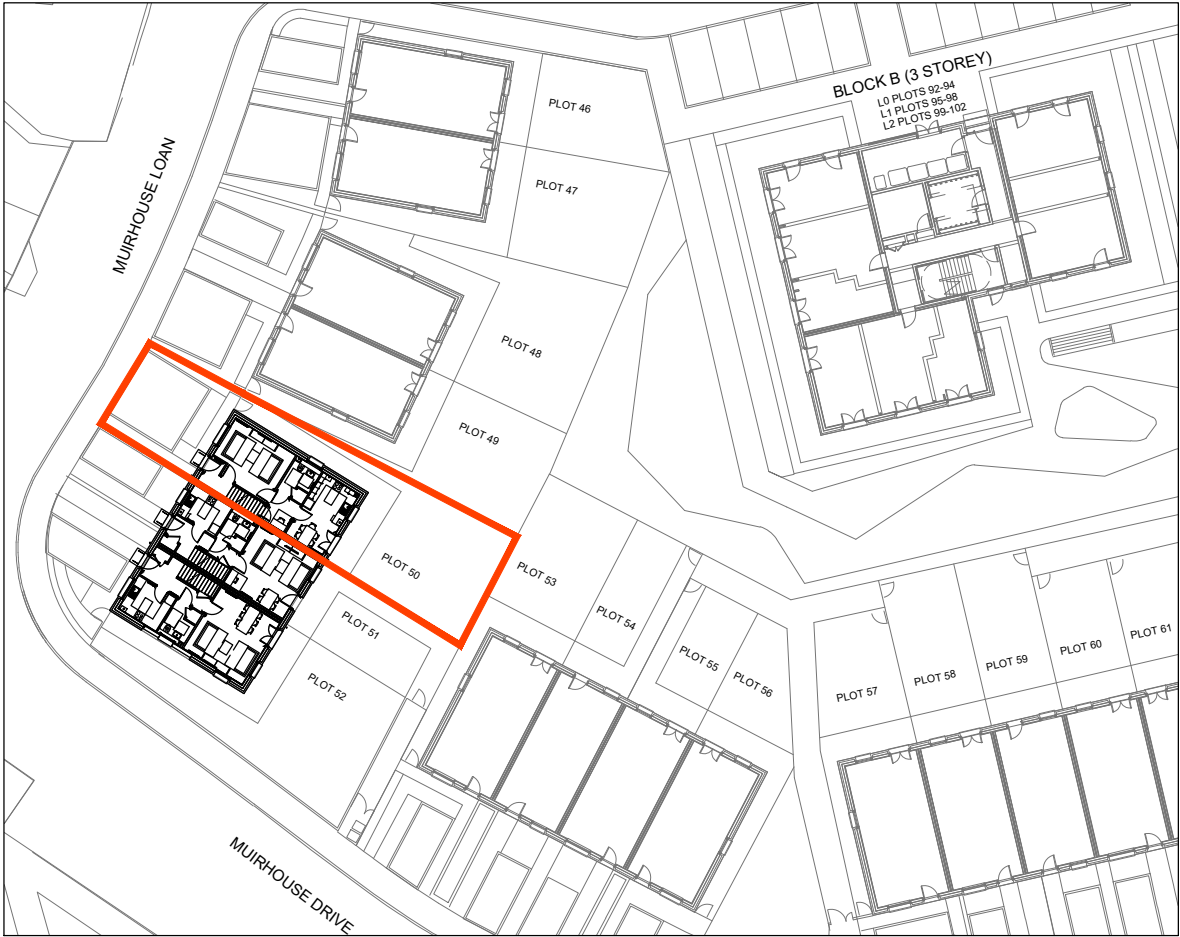 BLOCK B (3 STOREY)
L0 PLOTS 92-94
L1 PLOTS 95-98
L2 PLOTS 99-102
PLOT 46
PLOT 47
MUIRHOUSE LOAN
PLOT 48
PLOT 49
PLOT 50
PLOT 53
PLOT 54
PLOT 51
PLOT 52
PLOT 55
PLOT 56
PLOT 57
PLOT 58
PLOT 59
PLOT 60
PLOT 61
MUIRHOUSE DRIVE